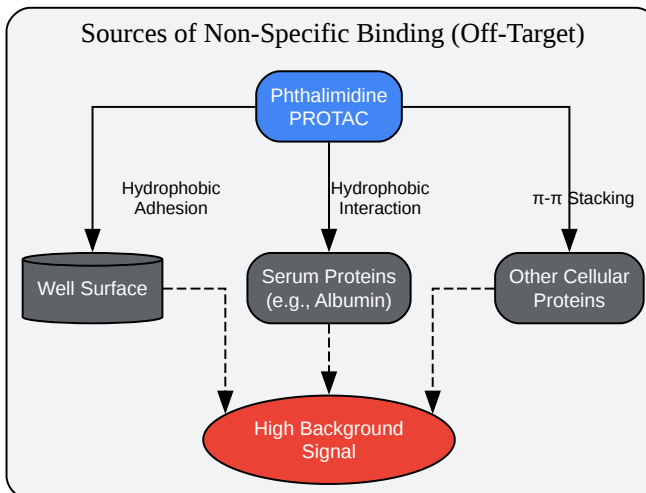 Sources of Non-Specific Binding (Off-Target)
Phthalimidine
PROTAC
Hydrophobic
Adhesion
Hydrophobic
Interaction
π-π Stacking
Well Surface
Serum Proteins
(e.g., Albumin)
Other Cellular
Proteins
High Background
Signal